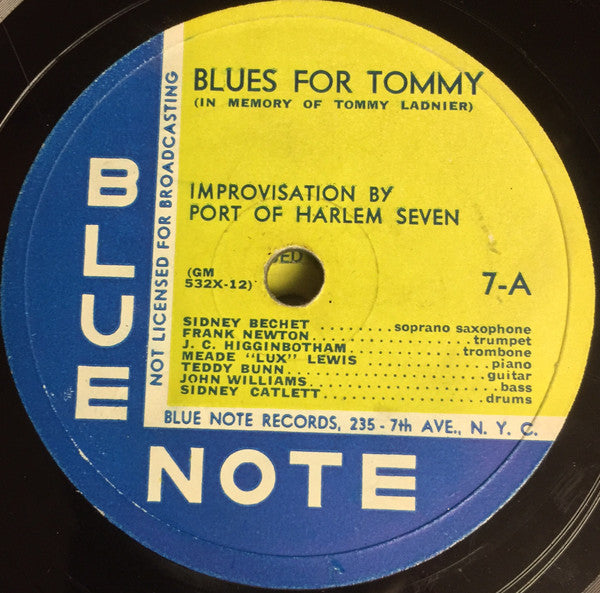 BLUES FOR TOMMY
(IN MEMORY OF TOMMY LADNIER)
IMPROVISATION BY
PORT OF HARLEM SEVEN
(GM
532X-12)
7-A
SIDNEY BECHET ........ soprano saxophone
FRANK NEWTON ........ trumpet
J. C. HIGGINBOTHAM ........ trombone
MEADE "LUX" LEWIS ........ piano
TEDDY BUNN ........ guitar
JOHN WILLIAMS ........ bass
SIDNEY CATLETT ........ drums
BLUE NOTE RECORDS, 235 - 7th AVE., N. Y. C.
NOT LICENSED FOR BROADCASTING
BLUE
NOTE